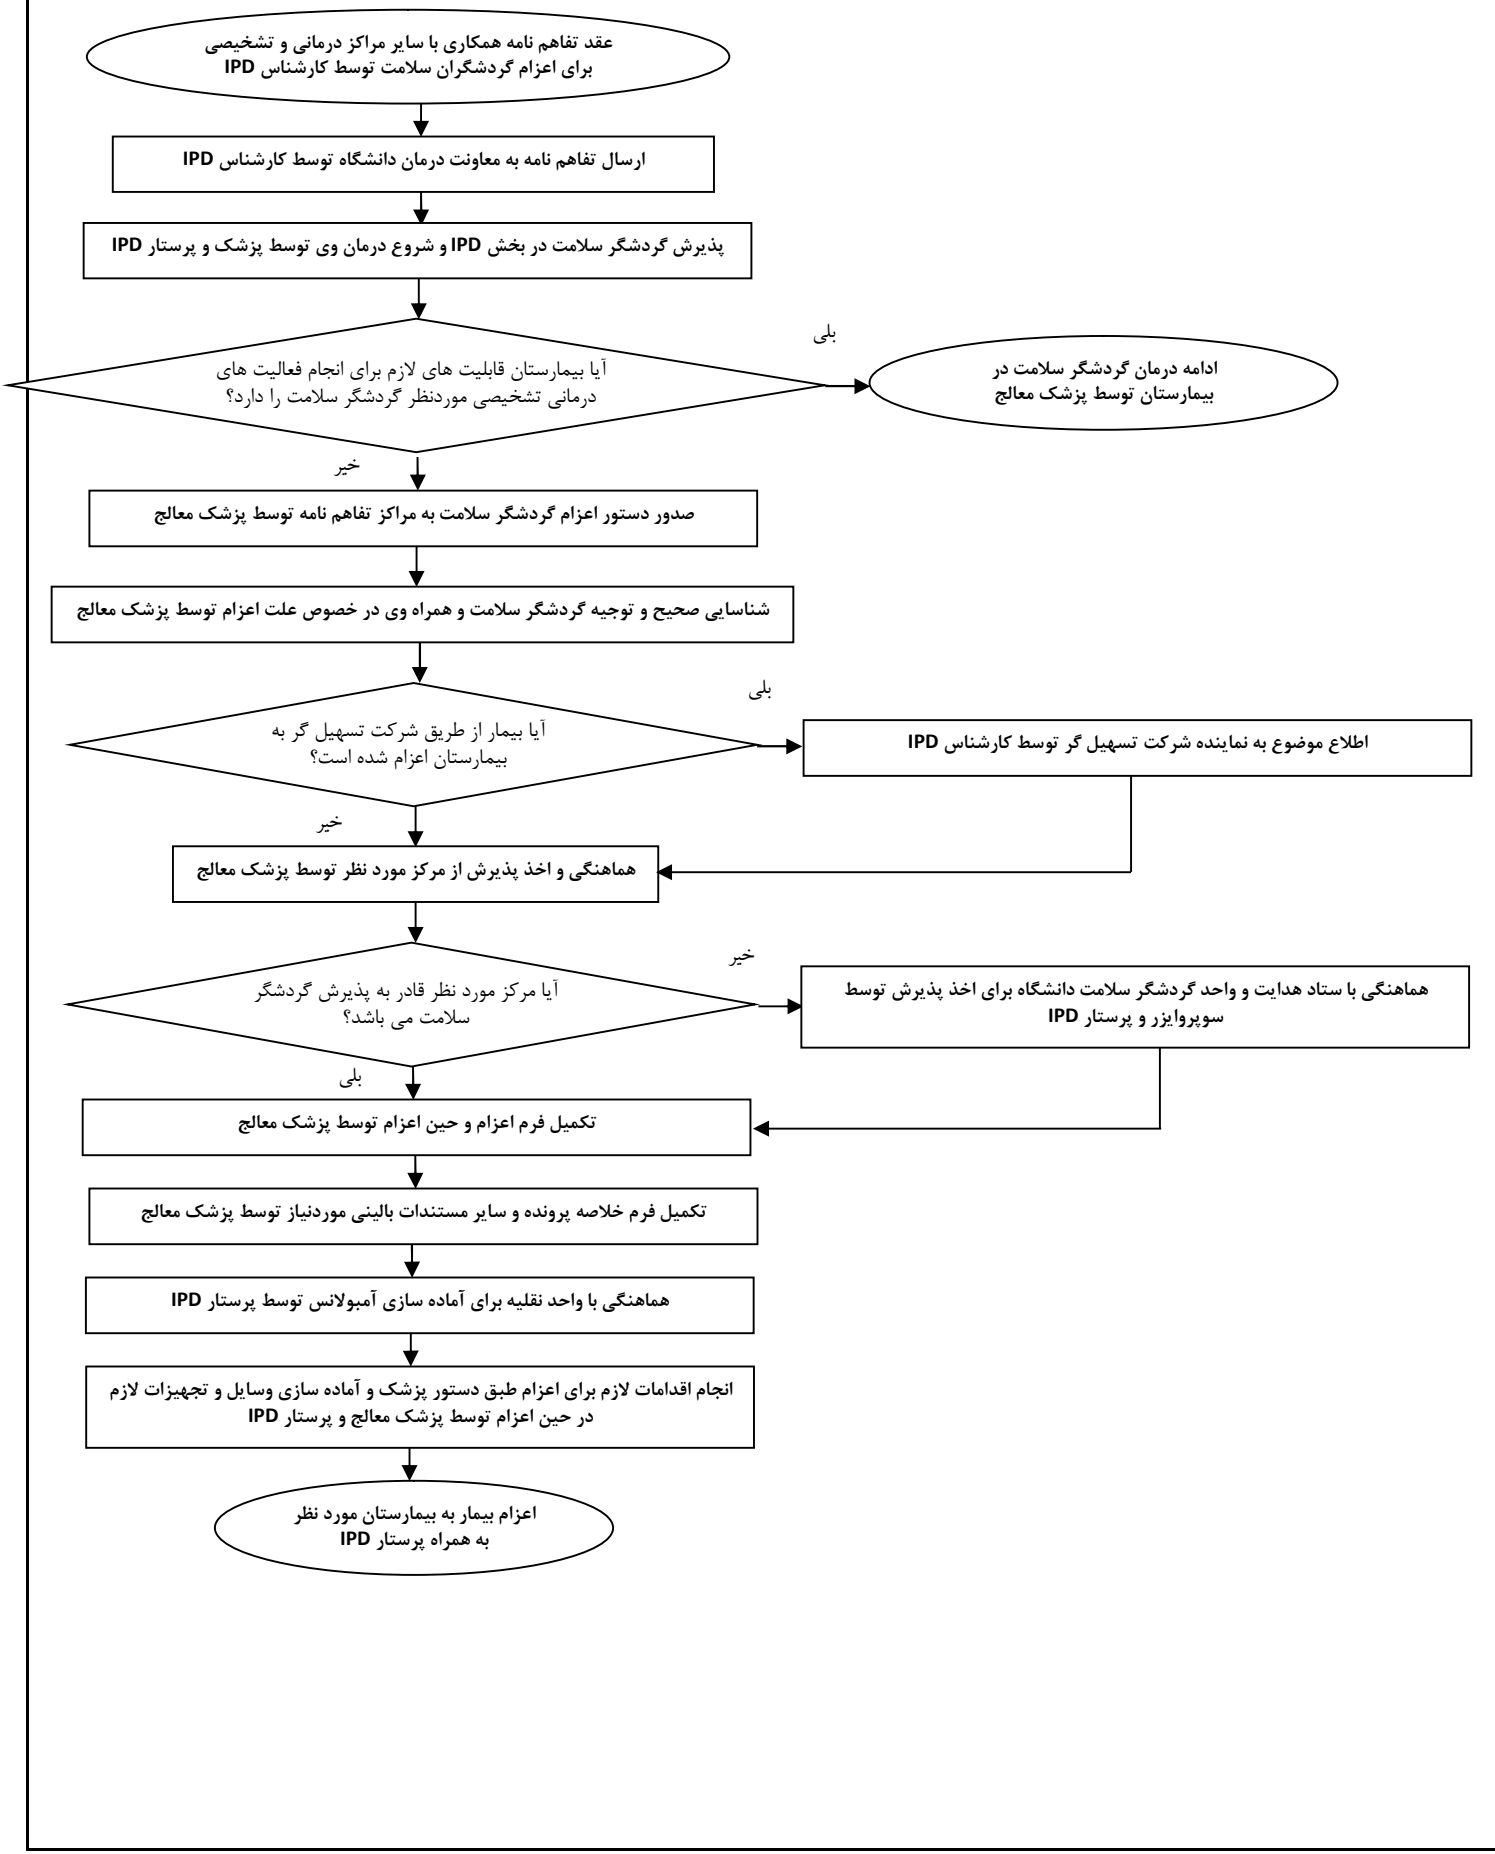 عقد تفاهم نامه همکاری با سایر مراکز درمانی و تشخیصی
برای اعزام گردشگران سلامت توسط کارشناس IPD
ارسال تفاهم نامه به معاونت درمان دانشگاه توسط کارشناس IPD
پذیرش گردشگر سلامت در بخش IPD و شروع درمان وی توسط پزشک و پرستار IPD
بلی
آیا بیمارستان قابلیت های لازم برای انجام فعالیت های
درمانی تشخیصی موردنظر گردشگر سلامت را دارد؟
ادامه درمان گردشگر سلامت در
بیمارستان توسط پزشک معالج
خیر
صدور دستور اعزام گردشگر سلامت به مراکز تفاهم نامه توسط پزشک معالج
شناسایی صحیح و توجیه گردشگر سلامت و همراه وی در خصوص علت اعزام توسط پزشک معالج
بلی
آیا بیمار از طریق شرکت تسهیل گر به
بیمارستان اعزام شده است؟
اطلاع موضوع به نماینده شرکت تسهیل گر توسط کارشناس IPD
خیر
هماهنگی و اخذ پذیرش از مرکز مورد نظر توسط پزشک معالج
خیر
آیا مرکز مورد نظر قادر به پذیرش گردشگر
سلامت می باشد؟
هماهنگی با ستاد هدایت و واحد گردشگر سلامت دانشگاه برای اخذ پذیرش توسط
سوپروایزر و پرستار IPD
بلی
تکمیل فرم اعزام و حین اعزام توسط پزشک معالج
تکمیل فرم خلاصه پرونده و سایر مستندات بالینی موردنیاز توسط پزشک معالج
هماهنگی با واحد نقلیه برای آماده سازی آمبولانس توسط پرستار IPD
انجام اقدامات لازم برای اعزام طبق دستور پزشک و آماده سازی وسایل و تجهیزات لازم
در حین اعزام توسط پزشک معالج و پرستار IPD
اعزام بیمار به بیمارستان مورد نظر
به همراه پرستار IPD